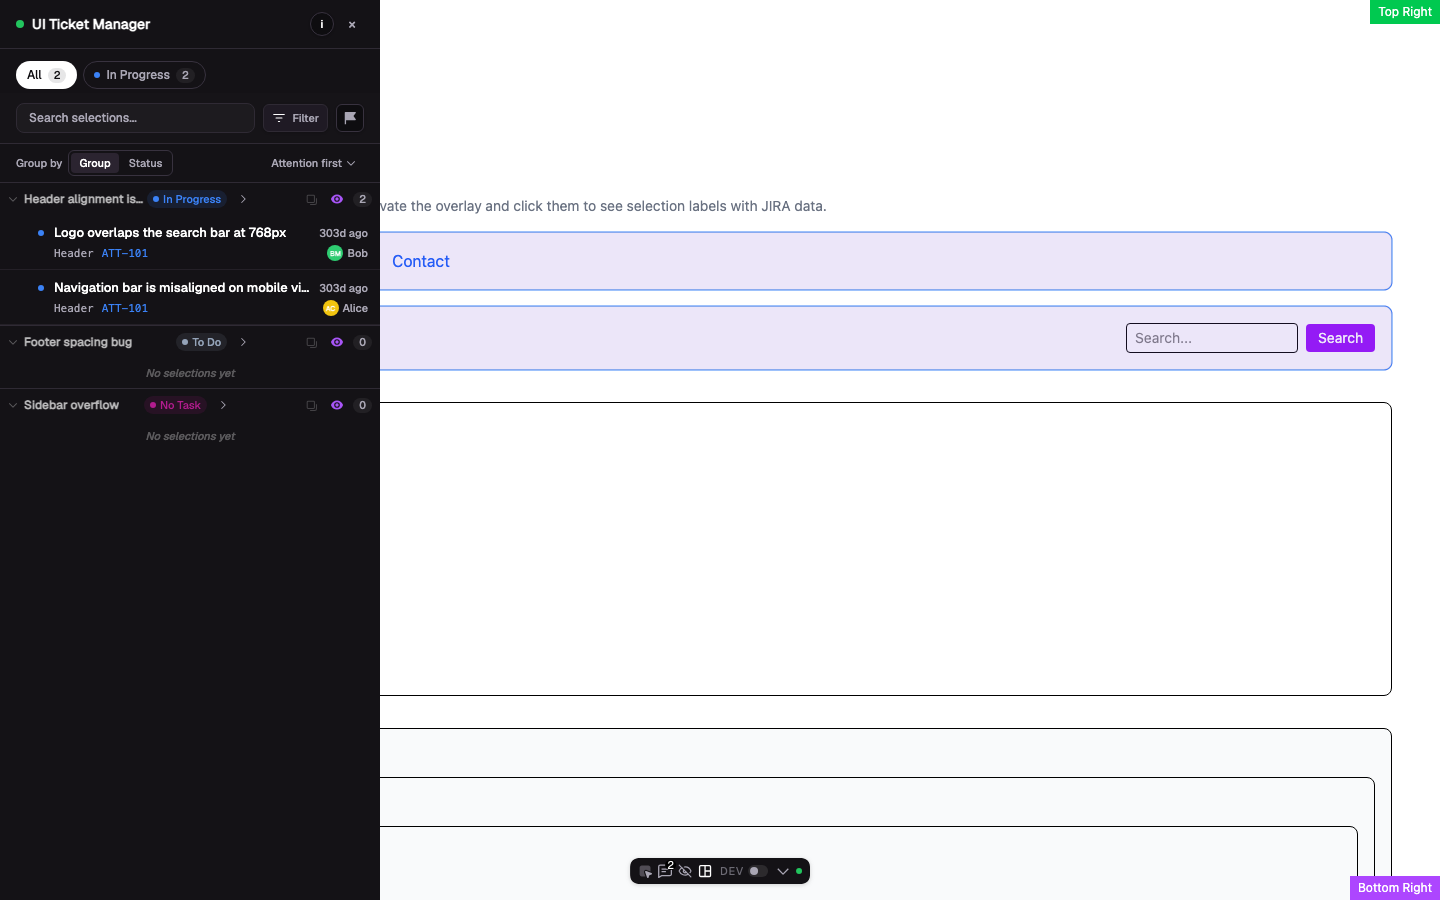 UI Ticket Manager
i
×
All 2
In Progress 2
Search selections...
Filter
Group by Group Status
Attention first
Header alignment is... In Progress 2
Logo overlaps the search bar at 768px 303d ago
Header ATT-101 BM Bob
Navigation bar is misaligned on mobile vi... 303d ago
Header ATT-101 AC Alice
Footer spacing bug To Do 0
No selections yet
Sidebar overflow No Task 0
No selections yet
Top Right
vate the overlay and click them to see selection labels with JIRA data.
Contact
Search... Search
2 DEV
Bottom Right